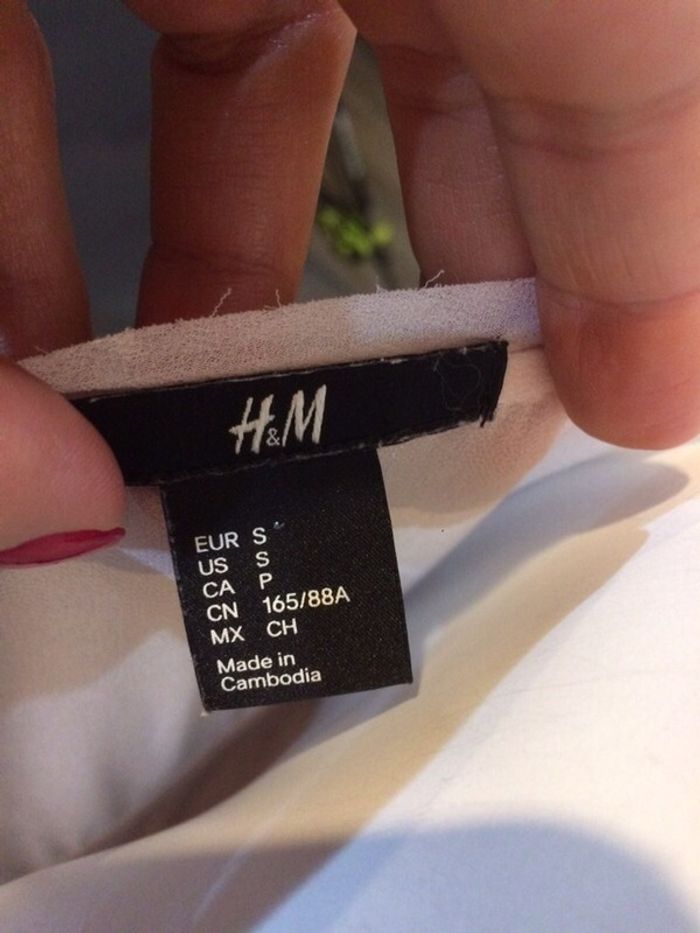 H&M
EUR S
US S
CA P
CN 165/88A
MX CH
Made in
Cambodia